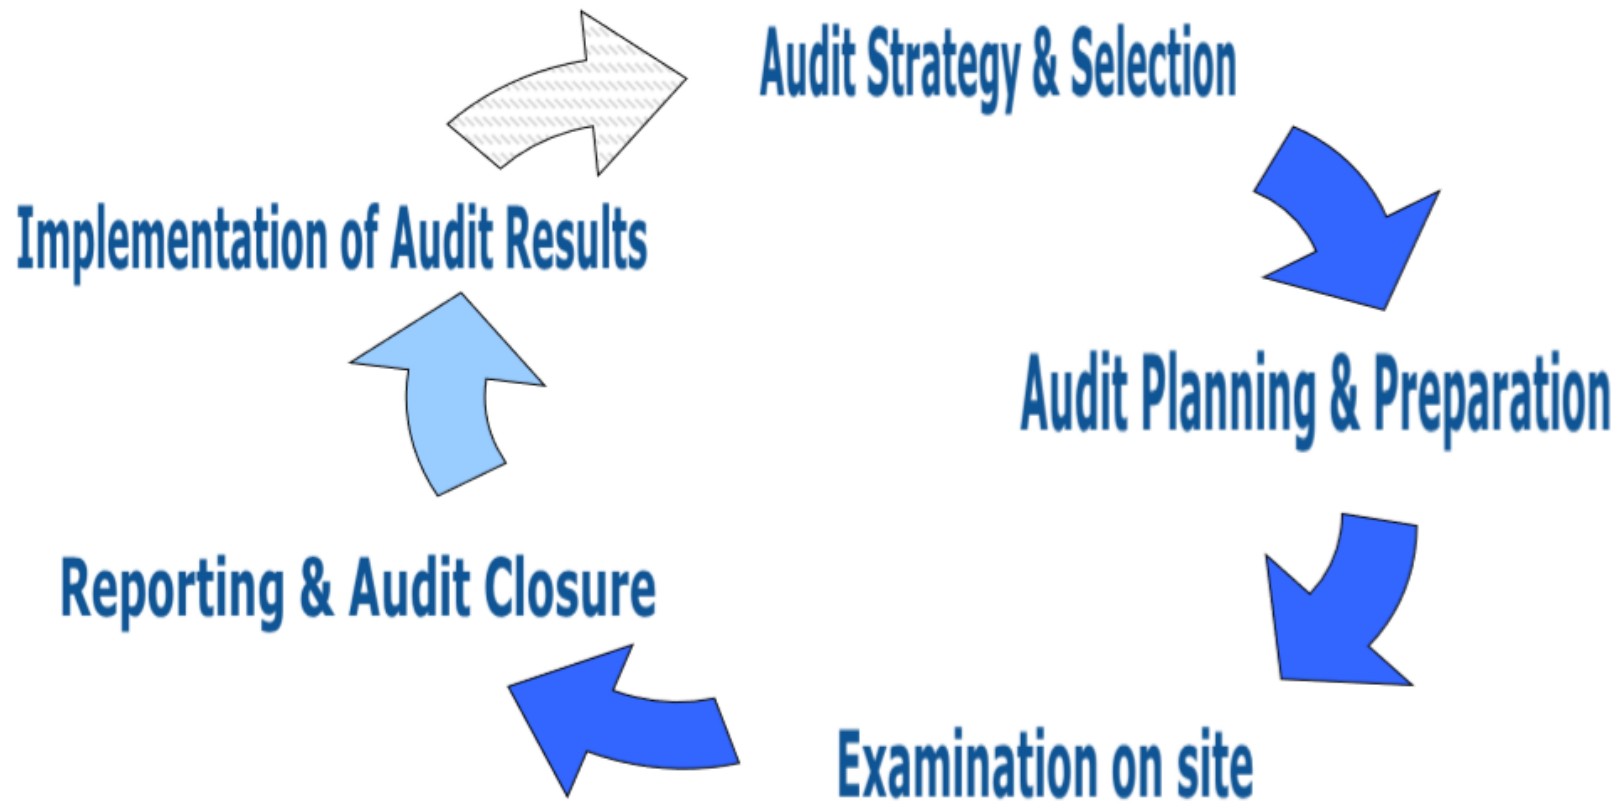 Audit Strategy & Selection
Implementation of Audit Results
Audit Planning & Preparation
Reporting & Audit Closure
Examination on site